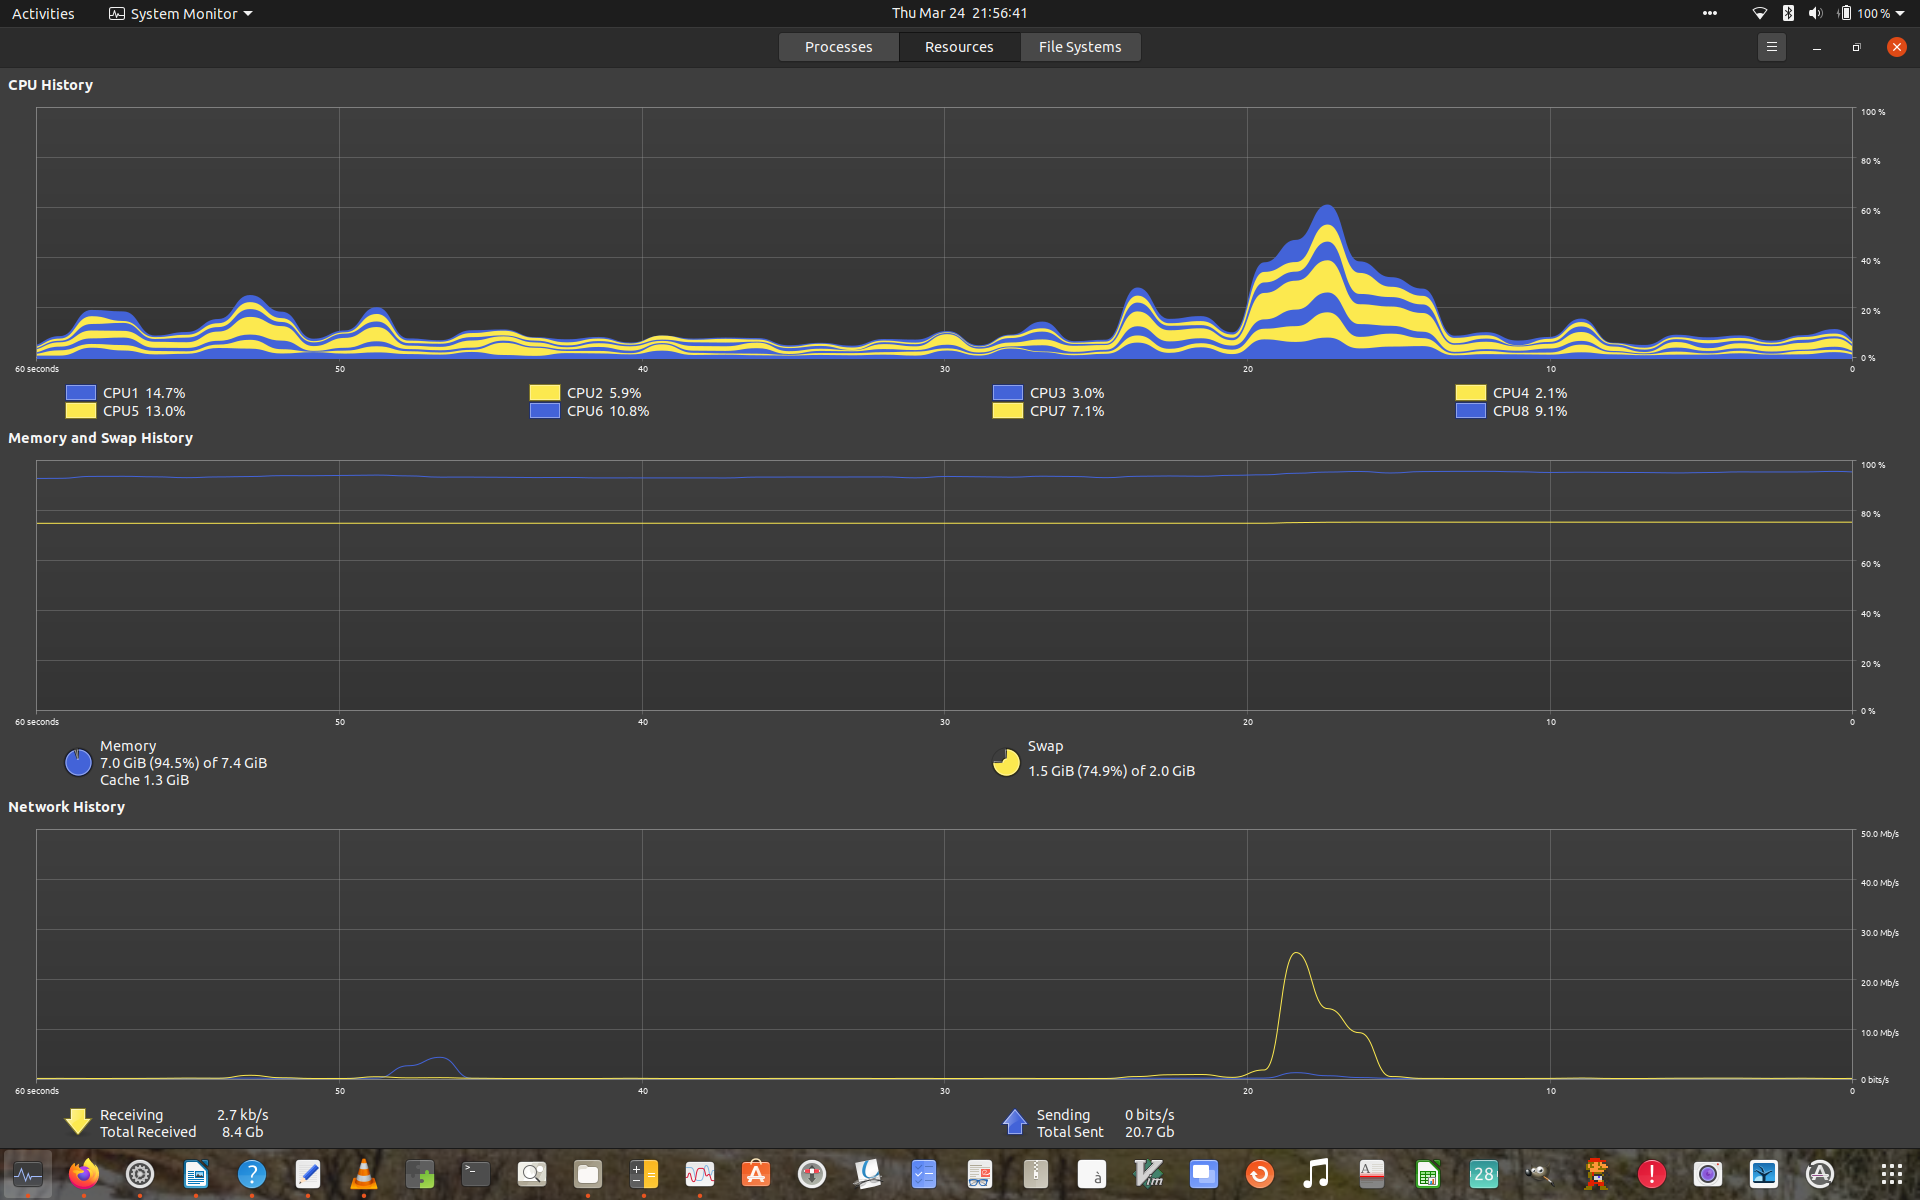 Activities System Monitor Thu Mar 24 21:56:41 100 %
Processes Resources File Systems
CPU History
100 %
80 %
60 %
40 %
20 %
0 %
60 seconds 50 40 30 20 10 0
CPU1 14.7% CPU2 5.9% CPU3 3.0% CPU4 2.1%
CPU5 13.0% CPU6 10.8% CPU7 7.1% CPU8 9.1%
Memory and Swap History
100 %
80 %
60 %
40 %
20 %
0 %
60 seconds 50 40 30 20 10 0
Memory Swap
7.0 GiB (94.5%) of 7.4 GiB 1.5 GiB (74.9%) of 2.0 GiB
Cache 1.3 GiB
Network History
50.0 Mb/s
40.0 Mb/s
30.0 Mb/s
20.0 Mb/s
10.0 Mb/s
0 bits/s
60 seconds 50 40 30 20 10 0
Receiving 2.7 kb/s Sending 0 bits/s
Total Received 8.4 Gb Total Sent 20.7 Gb
? >_ à Vim A 28 !